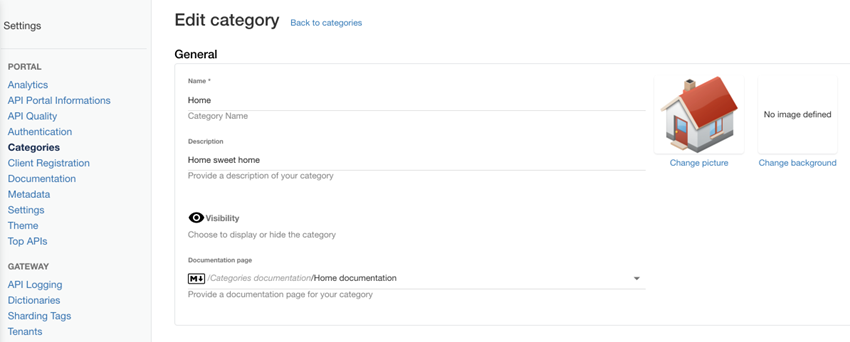 Settings
PORTAL
Analytics
API Portal Informations
API Quality
Authentication
Categories
Client Registration
Documentation
Metadata
Settings
Theme
Top APIs
GATEWAY
API Logging
Dictionaries
Sharding Tags
Tenants
Edit category Back to categories
General
Name *
Home
Category Name
Description
Home sweet home
Provide a description of your category
Visibility
Choose to display or hide the category
Documentation page
M /Categories documentation/Home documentation
Provide a documentation page for your category
Change picture
No image defined
Change background